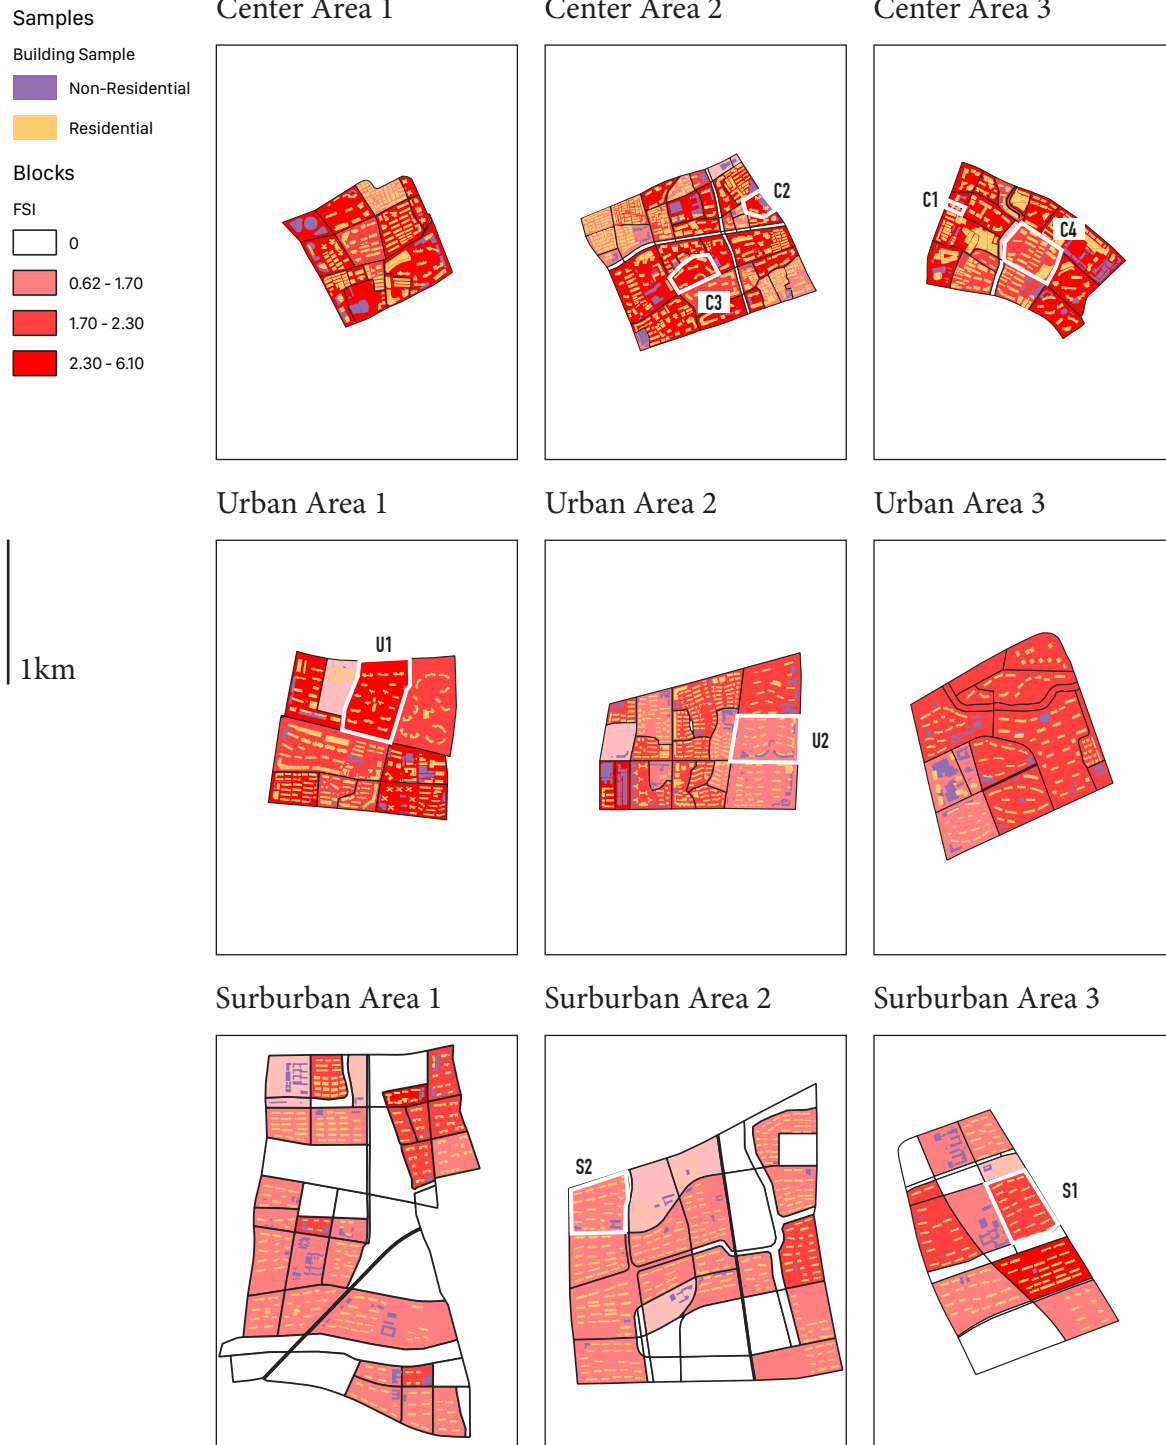 Samples
Building Sample
Non-Residential
Residential
Blocks
FSI
0
0.62 - 1.70
1.70 - 2.30
2.30 - 6.10
1km
Center Area 1
Center Area 2
C2
C3
Center Area 3
C1
C4
Urban Area 1
U1
Urban Area 2
U2
Urban Area 3
Surburban Area 1
Surburban Area 2
S2
Surburban Area 3
S1